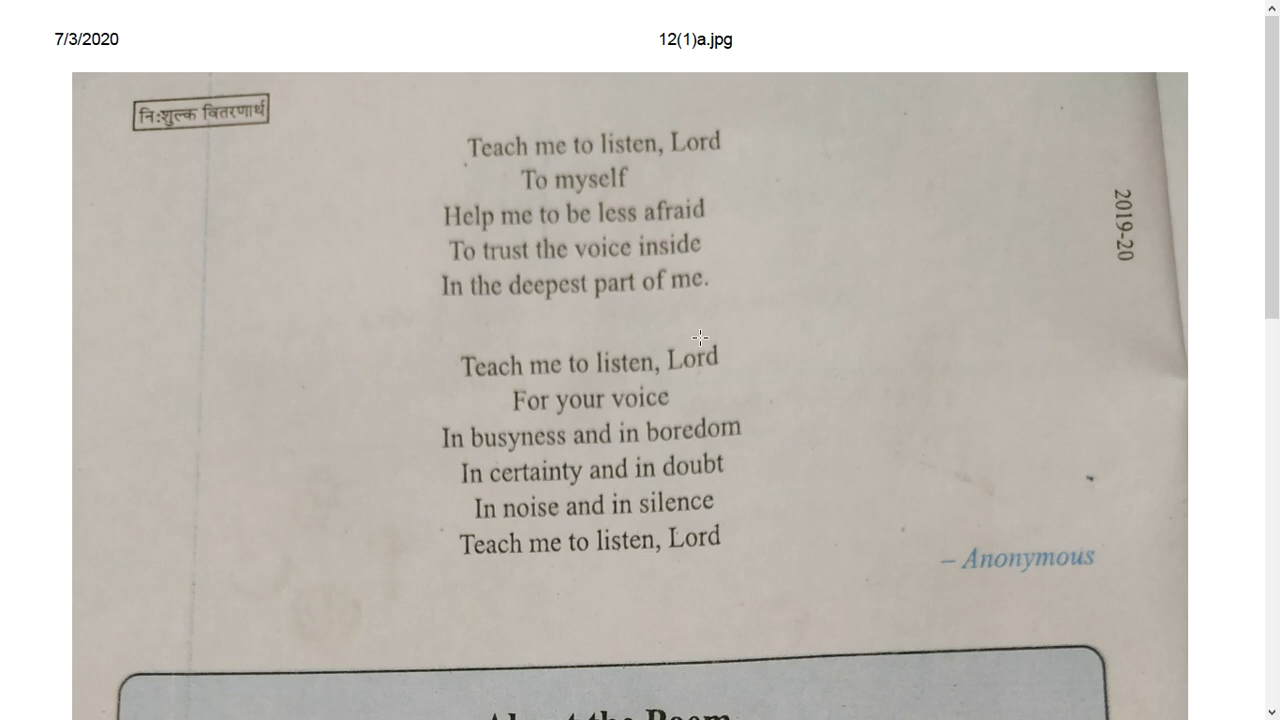 7/3/2020
12(1)a.jpg
निःशुल्क वितरणार्थ
Teach me to listen, Lord
To myself
Help me to be less afraid
To trust the voice inside
In the deepest part of me.
2019-20
Teach me to listen, Lord
For your voice
In busyness and in boredom
In certainty and in doubt
In noise and in silence
Teach me to listen, Lord
– Anonymous
About the Poem